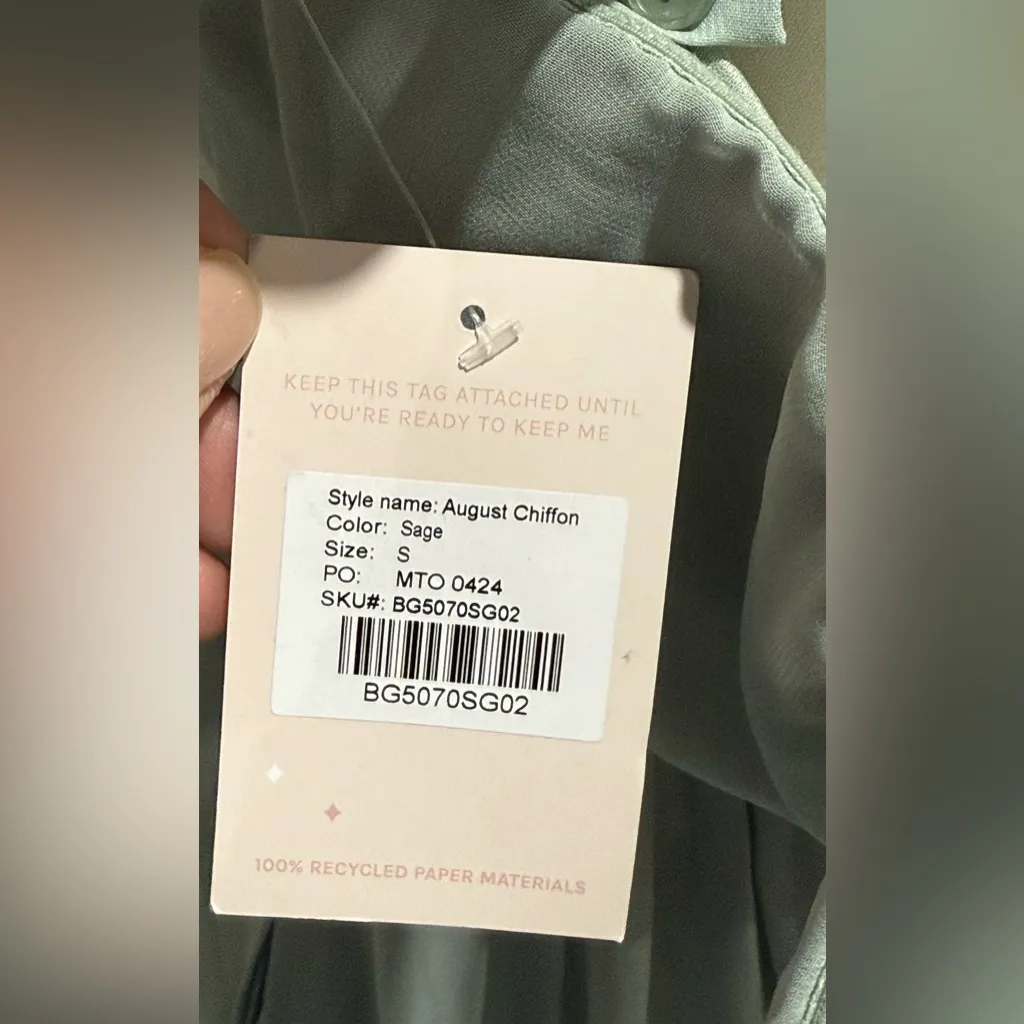 KEEP THIS TAG ATTACHED UNTIL
YOU'RE READY TO KEEP ME
Style name: August Chiffon
Color: Sage
Size: S
PO: MTO 0424
SKU#: BG5070SG02
BG5070SG02
100% RECYCLED PAPER MATERIALS